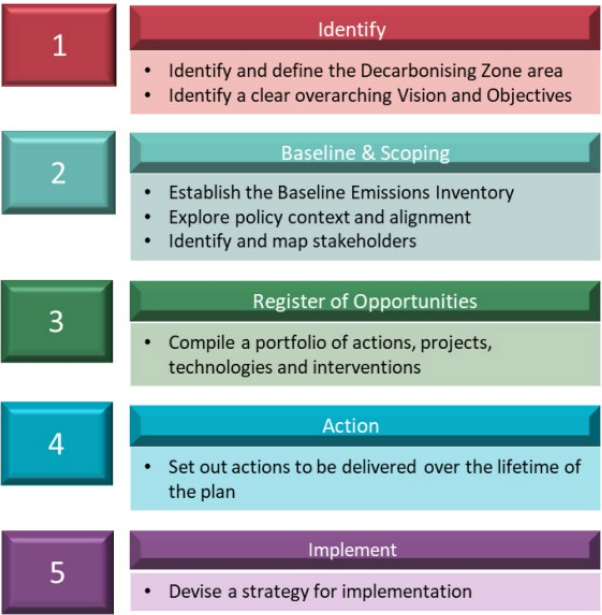 1
Identify
• Identify and define the Decarbonising Zone area
• Identify a clear overarching Vision and Objectives
2
Baseline & Scoping
• Establish the Baseline Emissions Inventory
• Explore policy context and alignment
• Identify and map stakeholders
3
Register of Opportunities
• Compile a portfolio of actions, projects,
technologies and interventions
4
Action
• Set out actions to be delivered over the lifetime of
the plan
5
Implement
• Devise a strategy for implementation